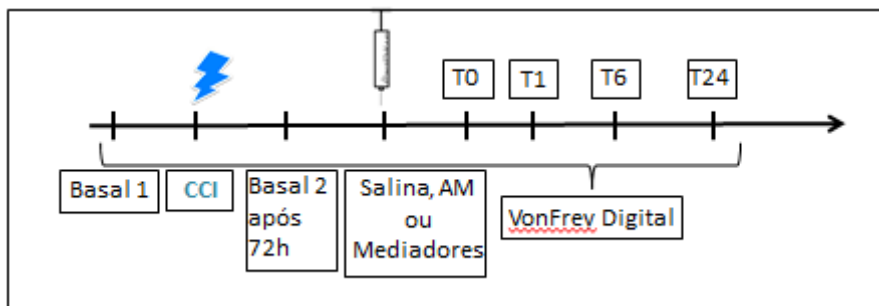 T0
T1
T6
T24
Basal 1
CCI
Basal 2
após
72h
Salina, AM
ou
Mediadores
VonFrey Digital